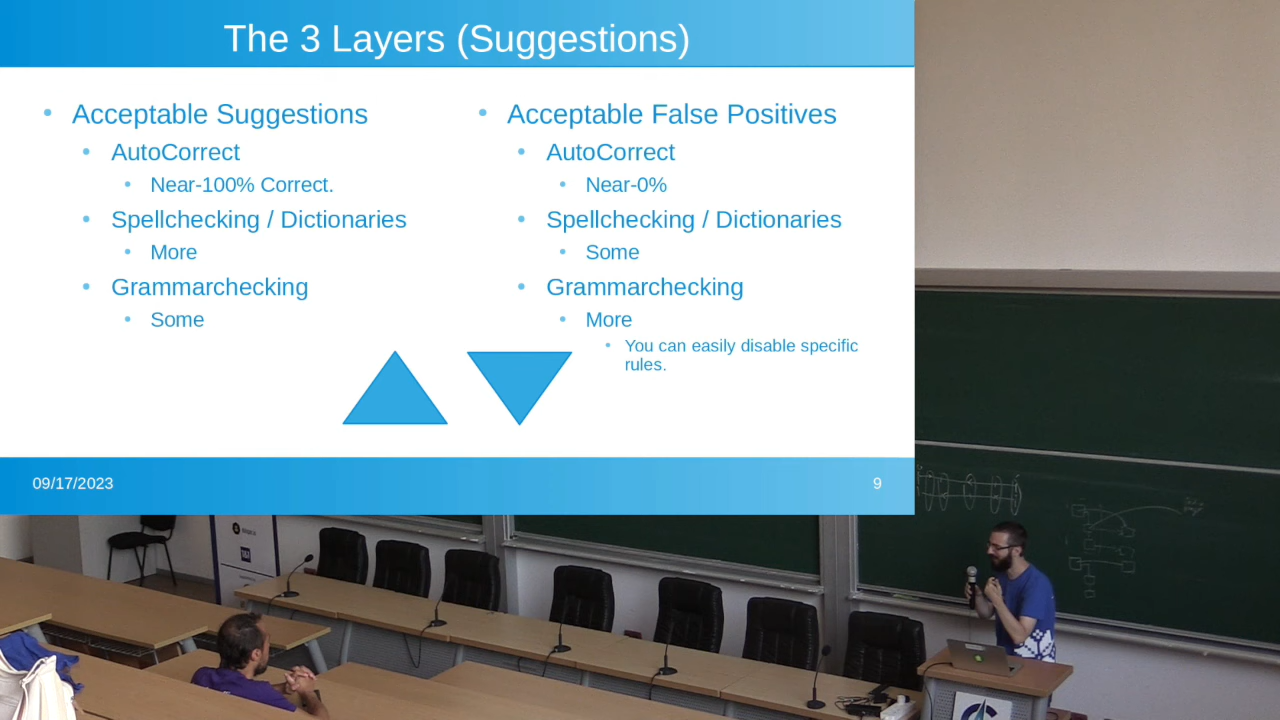 The 3 Layers (Suggestions)
• Acceptable Suggestions
• AutoCorrect
• Near-100% Correct.
• Spellchecking / Dictionaries
• More
• Grammarchecking
• Some
• Acceptable False Positives
• AutoCorrect
• Near-0%
• Spellchecking / Dictionaries
• Some
• Grammarchecking
• More
• You can easily disable specific
rules.
09/17/2023
9